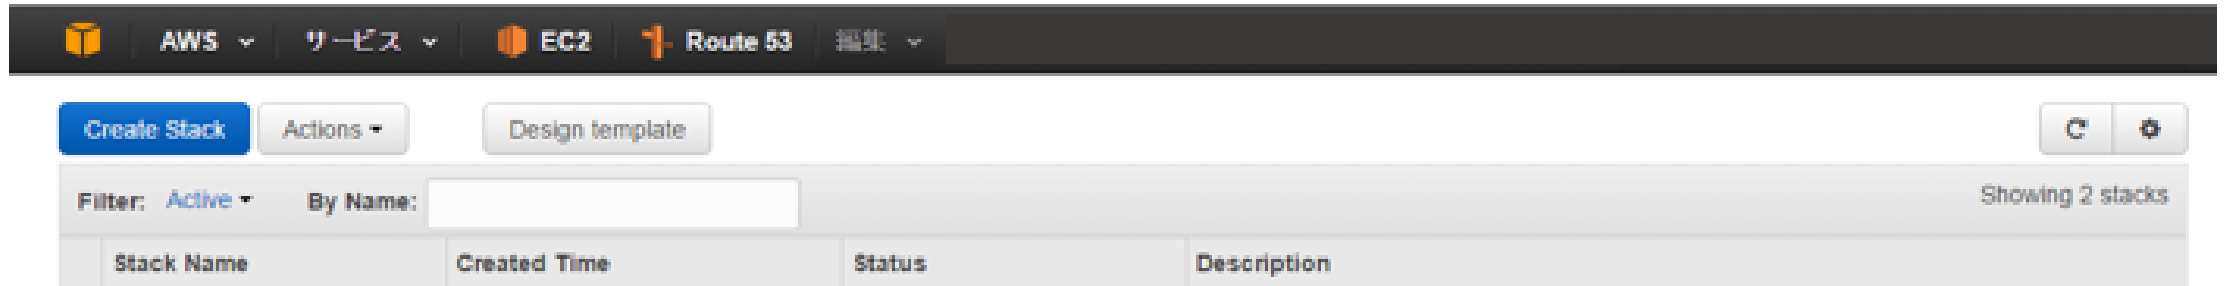 AWS サービス EC2 Route 53 編集
Create Stack Actions Design template
Filter: Active By Name: Showing 2 stacks
Stack Name Created Time Status Description